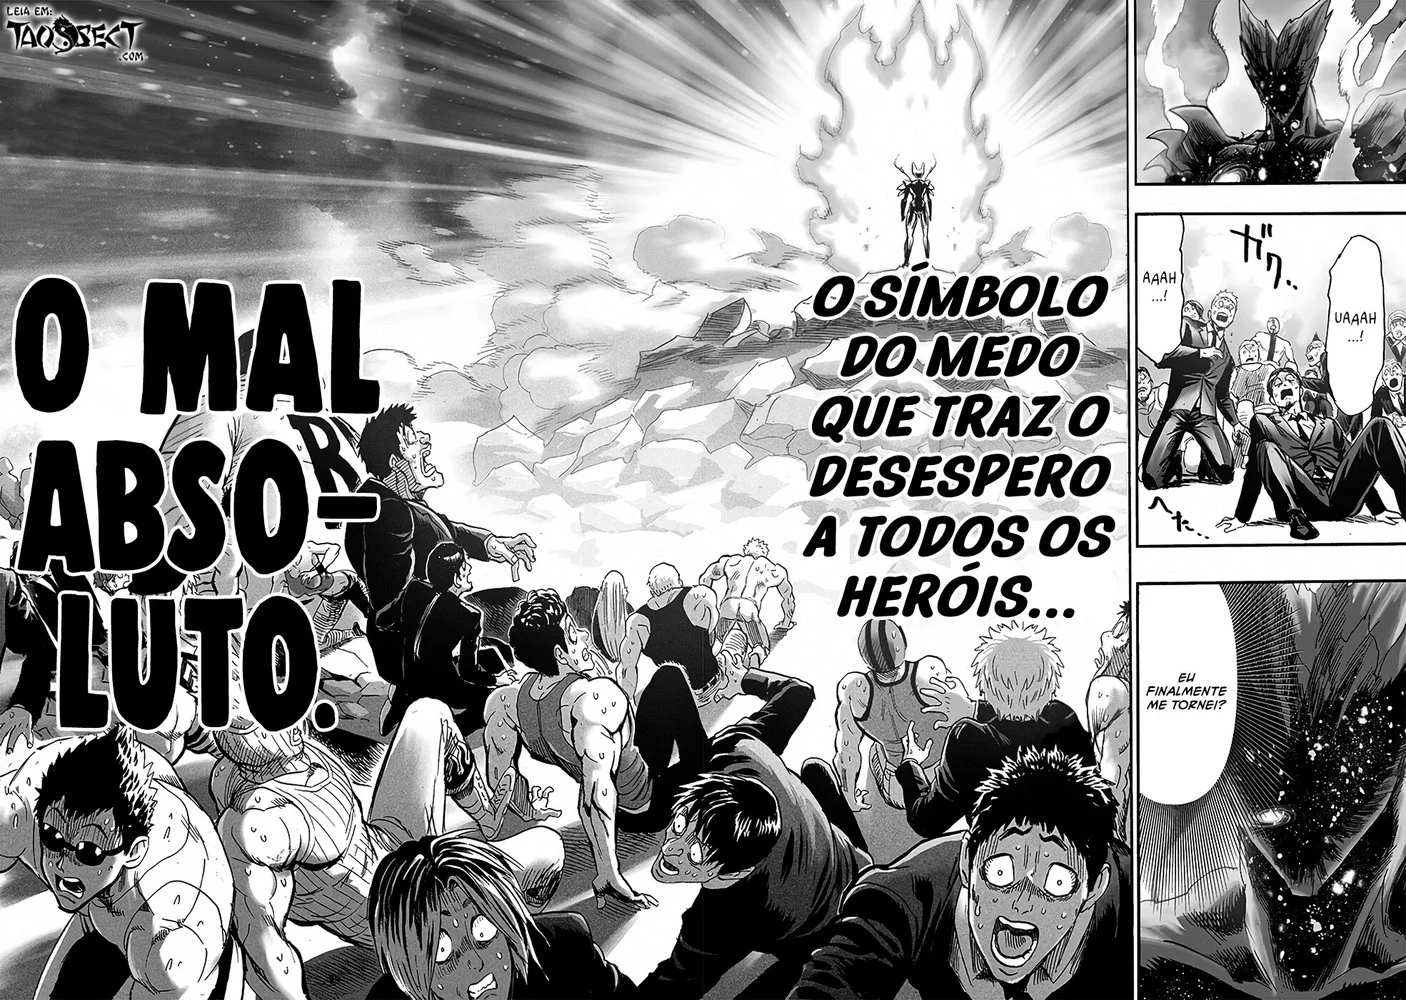 LEIA EM:
TAOSECT
.COM
UAAAH
...!
AAAH
...!
ガク..
へた...
EU
FINALMENTE
ME TORNEI?
O SÍMBOLO
DO MEDO
QUE TRAZ O
DESESPERO
A TODOS OS
HERÓIS...
O MAL
ABSO-
LUTO.